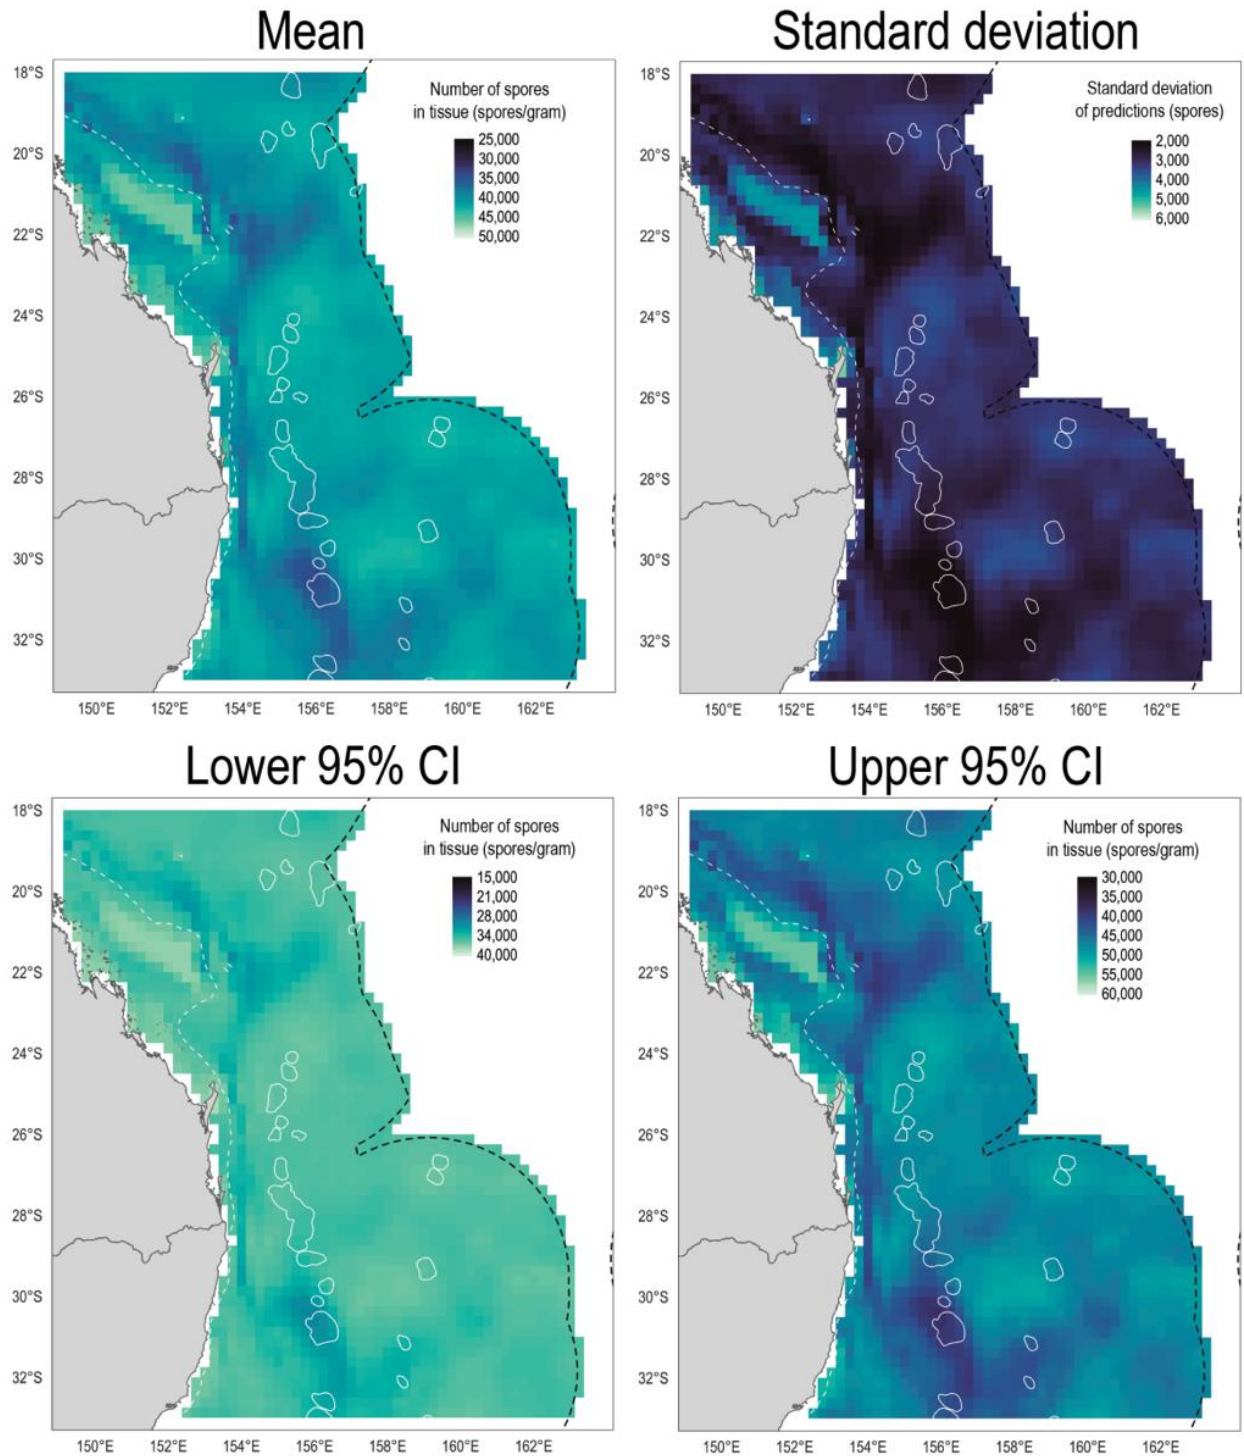 Mean
Standard deviation
Number of spores
in tissue (spores/gram)
25,000
30,000
35,000
40,000
45,000
50,000
18°S
20°S
22°S
24°S
26°S
28°S
30°S
32°S
150°E
152°E
154°E
156°E
158°E
160°E
162°E
Standard deviation
of predictions (spores)
2,000
3,000
4,000
5,000
6,000
18°S
20°S
22°S
24°S
26°S
28°S
30°S
32°S
150°E
152°E
154°E
156°E
158°E
160°E
162°E
Lower 95% CI
Upper 95% CI
Number of spores
in tissue (spores/gram)
15,000
21,000
28,000
34,000
40,000
18°S
20°S
22°S
24°S
26°S
28°S
30°S
32°S
150°E
152°E
154°E
156°E
158°E
160°E
162°E
Number of spores
in tissue (spores/gram)
30,000
35,000
40,000
45,000
50,000
55,000
60,000
18°S
20°S
22°S
24°S
26°S
28°S
30°S
32°S
150°E
152°E
154°E
156°E
158°E
160°E
162°E